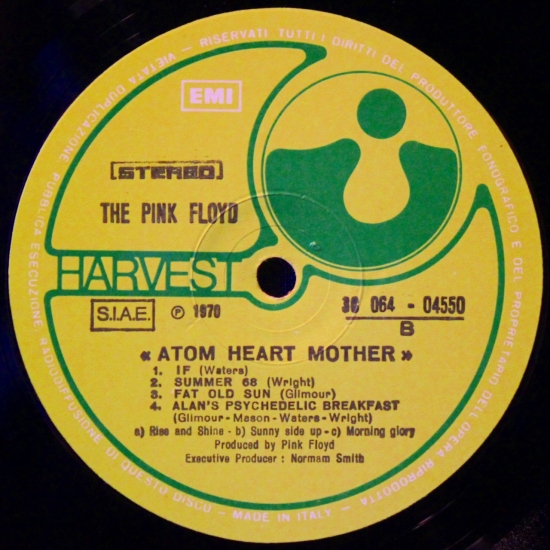 VIETATA DUPLICAZIONE PUBBLICA ESECUZIONE RADIODIFFUSIONE DI QUESTO DISCO - MADE IN ITALY - RISERVATI TUTTI I DIRITTI DEL PRODUTTORE FONOGRAFICO E DEL PROPRIETARIO DELL'OPERA RIPRODOTTA
EMI
STEREO
THE PINK FLOYD
HARVEST
S.I.A.E.
℗ 1970
3C 064 - 04550
B
« ATOM HEART MOTHER »
1. IF (Waters)
2. SUMMER 68 (Wright)
3. FAT OLD SUN (Gilmour)
4. ALAN'S PSYCHEDELIC BREAKFAST
(Gilmour - Mason - Waters - Wright)
a) Rise and Shine - b) Sunny side up - c) Morning glory
Produced by Pink Floyd
Executive Producer : Normam Smith